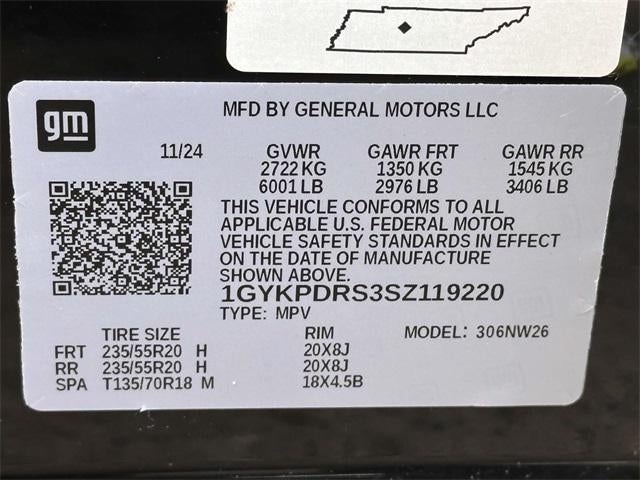 gm
MFD BY GENERAL MOTORS LLC
11/24 GVWR GAWR FRT GAWR RR
2722 KG 1350 KG 1545 KG
6001 LB 2976 LB 3406 LB
THIS VEHICLE CONFORMS TO ALL
APPLICABLE U.S. FEDERAL MOTOR
VEHICLE SAFETY STANDARDS IN EFFECT
ON THE DATE OF MANUFACTURE
SHOWN ABOVE.
1GYKPDRS3SZ119220
TYPE: MPV
TIRE SIZE RIM MODEL: 306NW26
FRT 235/55R20 H 20X8J
RR 235/55R20 H 20X8J
SPA T135/70R18 M 18X4.5B